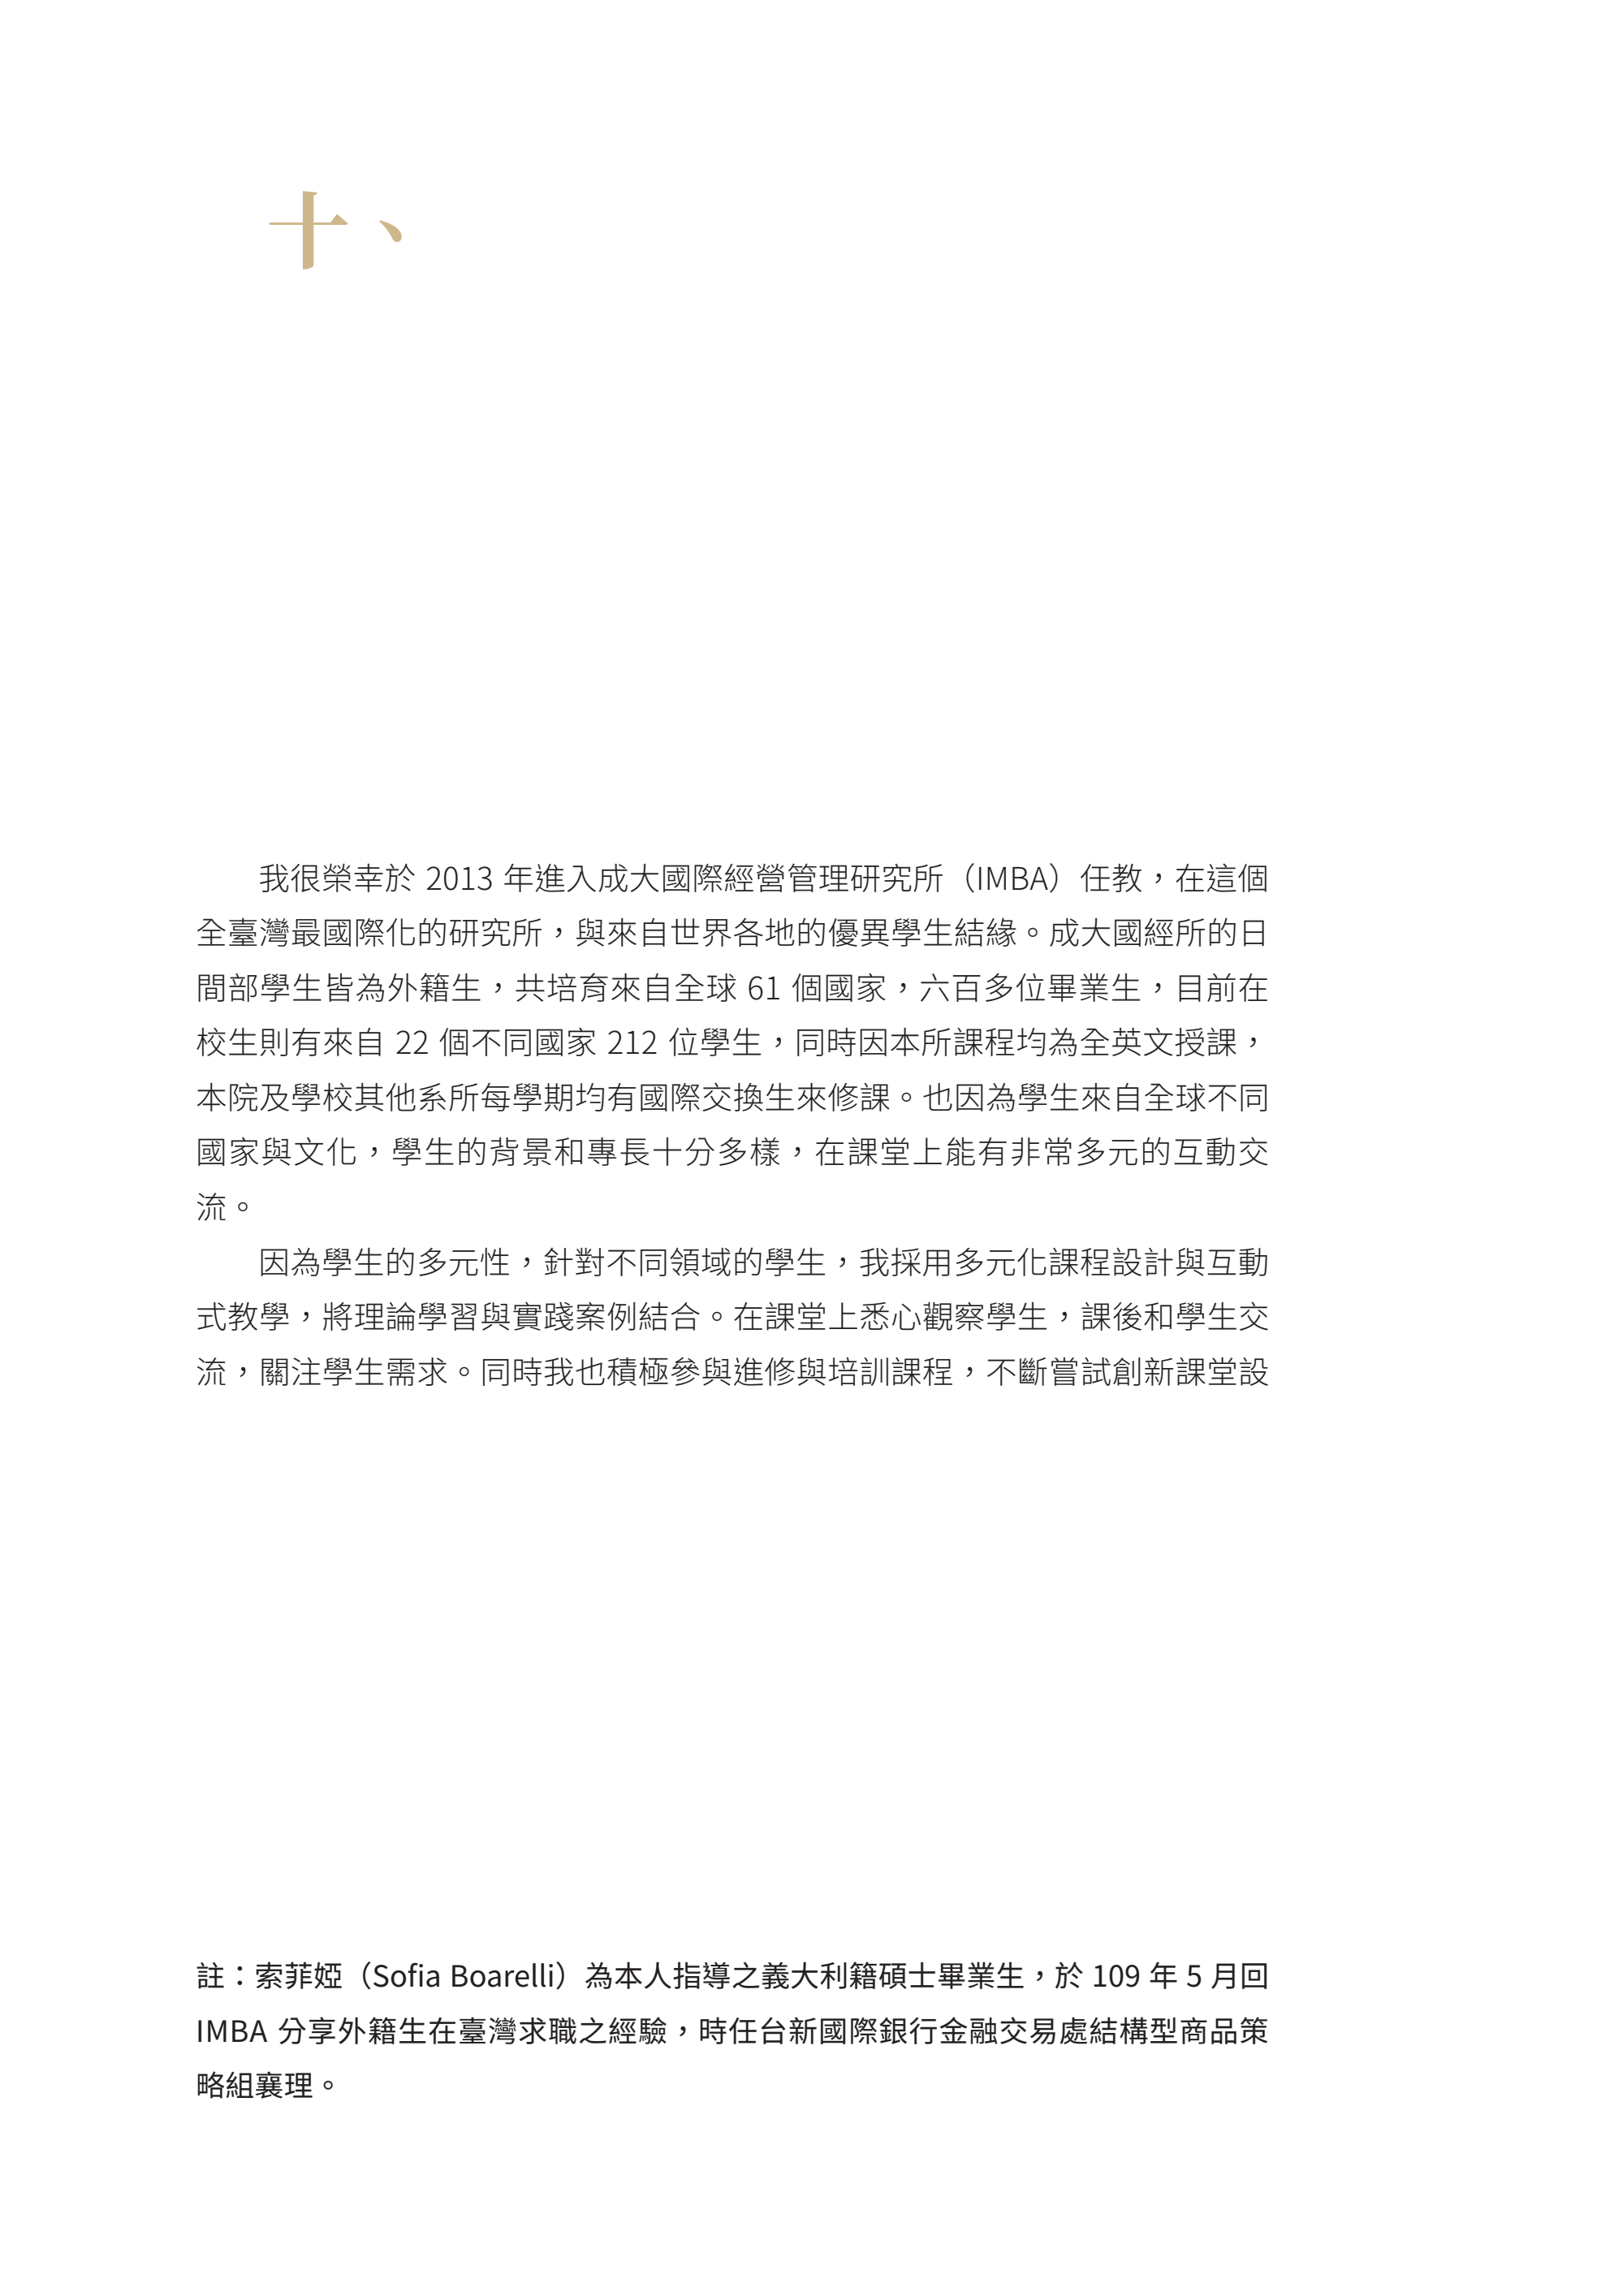 十、
我很榮幸於 2013 年進入成大國際經營管理研究所（IMBA）任教，在這個
全臺灣最國際化的研究所，與來自世界各地的優異學生結緣。成大國經所的日
間部學生皆為外籍生，共培育來自全球 61 個國家，六百多位畢業生，目前在
校生則有來自 22 個不同國家 212 位學生，同時因本所課程均為全英文授課，
本院及學校其他系所每學期均有國際交換生來修課。也因為學生來自全球不同
國家與文化，學生的背景和專長十分多樣，在課堂上能有非常多元的互動交
流。
因為學生的多元性，針對不同領域的學生，我採用多元化課程設計與互動
式教學，將理論學習與實踐案例結合。在課堂上悉心觀察學生，課後和學生交
流，關注學生需求。同時我也積極參與進修與培訓課程，不斷嘗試創新課堂設
註：索菲婭（Sofia Boarelli）為本人指導之義大利籍碩士畢業生，於 109 年 5 月回
IMBA 分享外籍生在臺灣求職之經驗，時任台新國際銀行金融交易處結構型商品策
略組襄理。